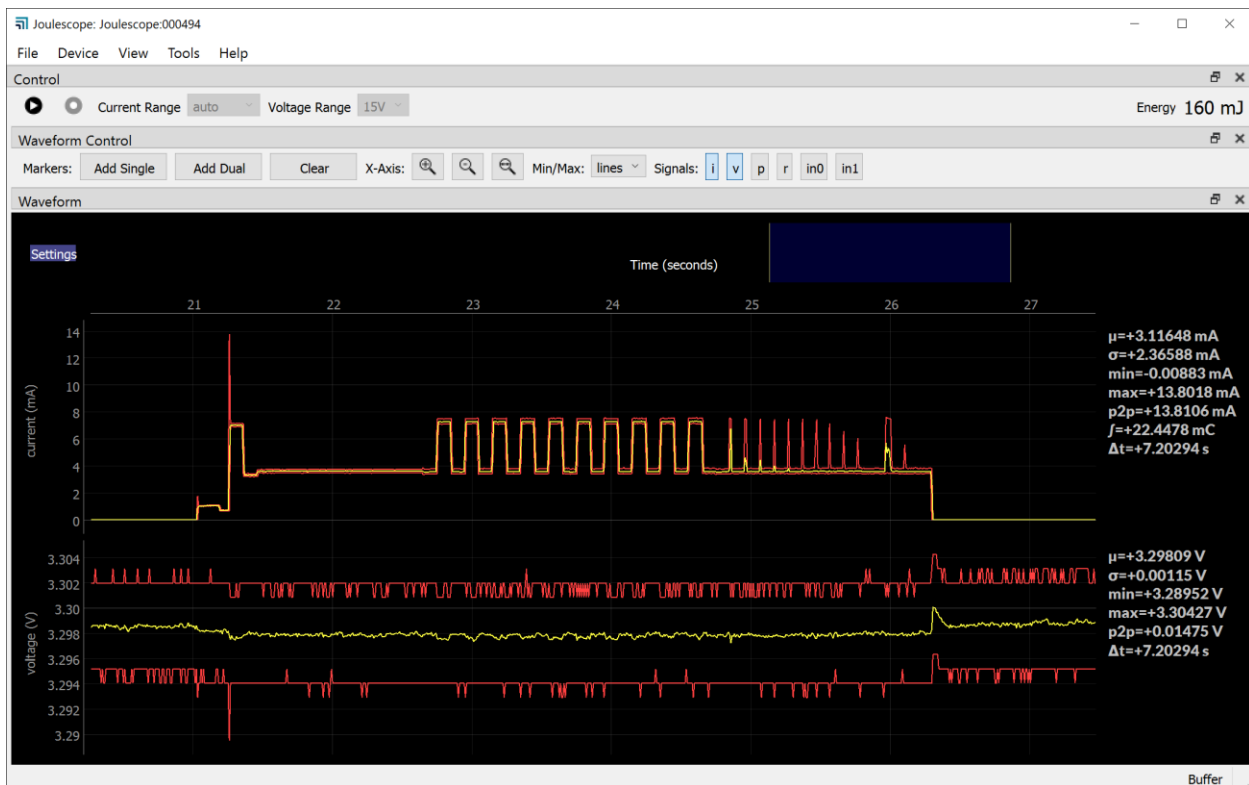 Joulescope: Joulescope:000494
File Device View Tools Help
Control
Current Range auto Voltage Range 15V Energy 160 mJ
Waveform Control
Markers: Add Single Add Dual Clear X-Axis: Min/Max: lines Signals: i v p r in0 in1
Waveform
Settings
Time (seconds)
21 22 23 24 25 26 27
14
12
10
8
6
4
2
0
current (mA)
μ=+3.11648 mA
σ=+2.36588 mA
min=-0.00883 mA
max=+13.8018 mA
p2p=+13.8106 mA
∫=+22.4478 mC
Δt=+7.20294 s
3.304
3.302
3.30
3.298
3.296
3.294
3.292
3.29
voltage (V)
μ=+3.29809 V
σ=+0.00115 V
min=+3.28952 V
max=+3.30427 V
p2p=+0.01475 V
Δt=+7.20294 s
Buffer